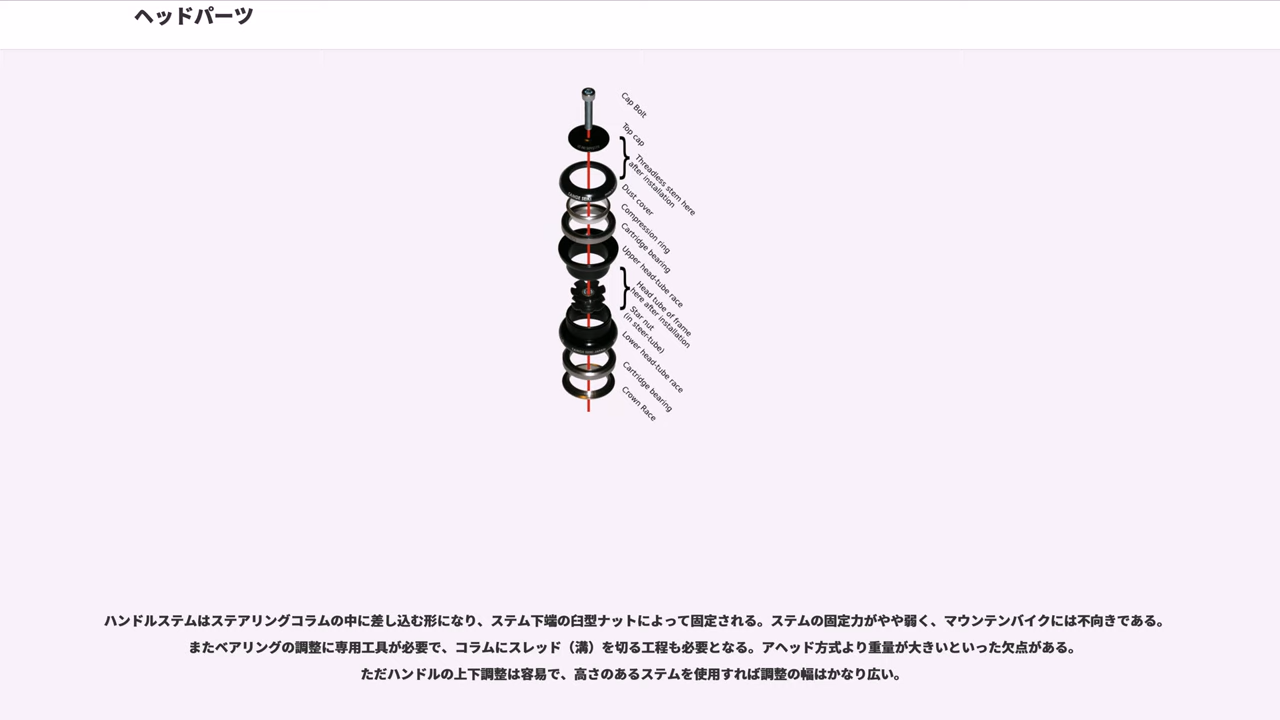 ヘッドパーツ
Cap Bolt
Top cap
Threadless stem here
after installation
Dust cover
Compression ring
Cartridge bearing
Upper head-tube race
Head tube of frame
here after installation
Star nut
(in steer-tube)
Lower head-tube race
Cartridge bearing
Crown Race
ハンドルステムはステアリングコラムの中に差し込む形になり、ステム下端の臼型ナットによって固定される。ステムの固定力がやや弱く、マウンテンバイクには不向きである。
またベアリングの調整に専用工具が必要で、コラムにスレッド（溝）を切る工程も必要となる。アヘッド方式より重量が大きいといった欠点がある。
ただハンドルの上下調整は容易で、高さのあるステムを使用すれば調整の幅はかなり広い。